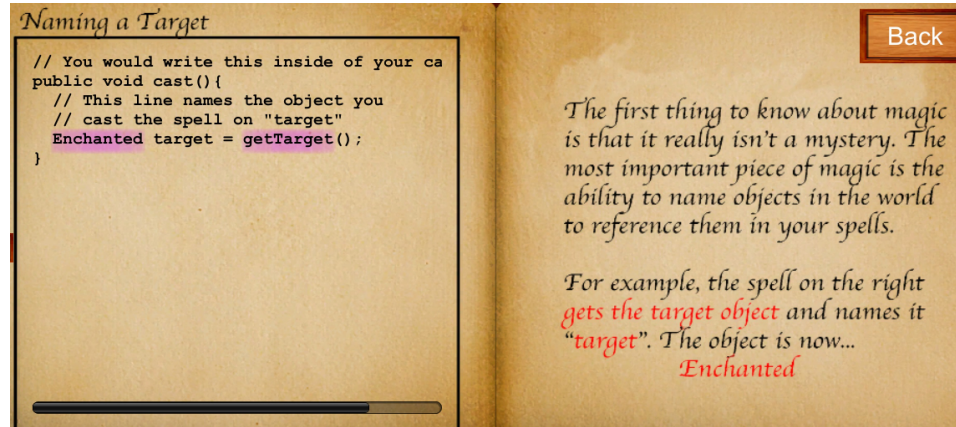 Naming a Target
// You would write this inside of your ca
public void cast(){
// This line names the object you
// cast the spell on "target"
Enchanted target = getTarget();
}
Back
The first thing to know about magic
is that it really isn't a mystery. The
most important piece of magic is the
ability to name objects in the world
to reference them in your spells.
For example, the spell on the right
gets the target object and names it
"target". The object is now...
Enchanted